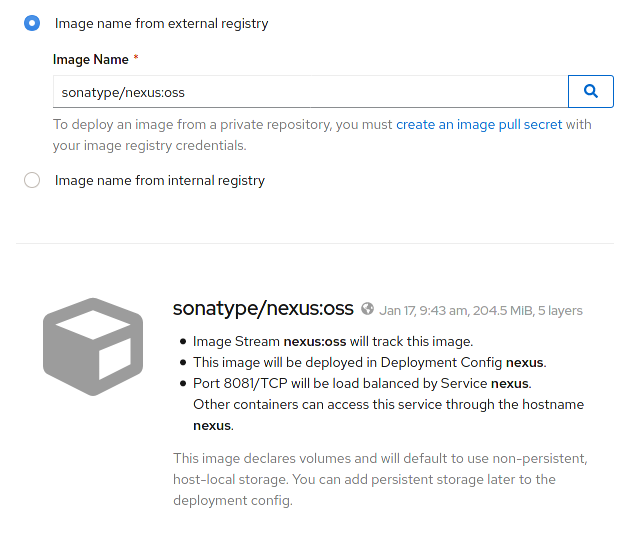 Image name from external registry
Image Name *
sonatype/nexus:oss
To deploy an image from a private repository, you must create an image pull secret with
your image registry credentials.
Image name from internal registry
sonatype/nexus:oss Jan 17, 9:43 am, 204.5 MiB, 5 layers
• Image Stream nexus:oss will track this image.
• This image will be deployed in Deployment Config nexus.
• Port 8081/TCP will be load balanced by Service nexus.
Other containers can access this service through the hostname
nexus.
This image declares volumes and will default to use non-persistent,
host-local storage. You can add persistent storage later to the
deployment config.